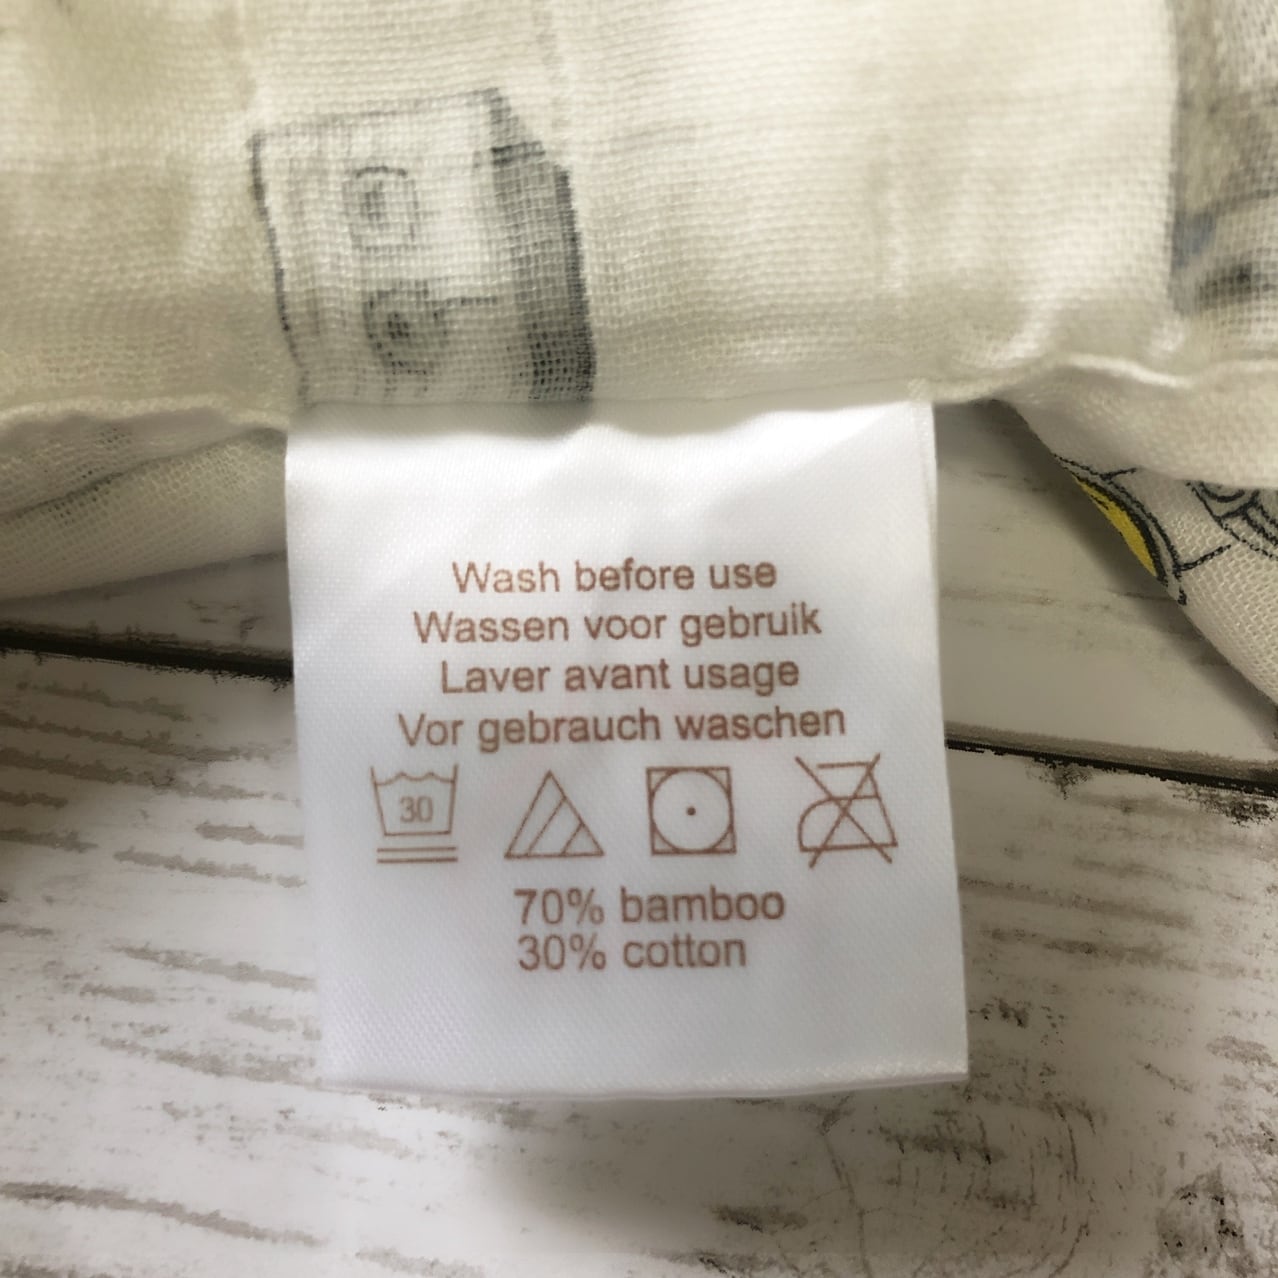 Wash before use
Wassen voor gebruik
Laver avant usage
Vor gebrauch waschen
30
70% bamboo
30% cotton